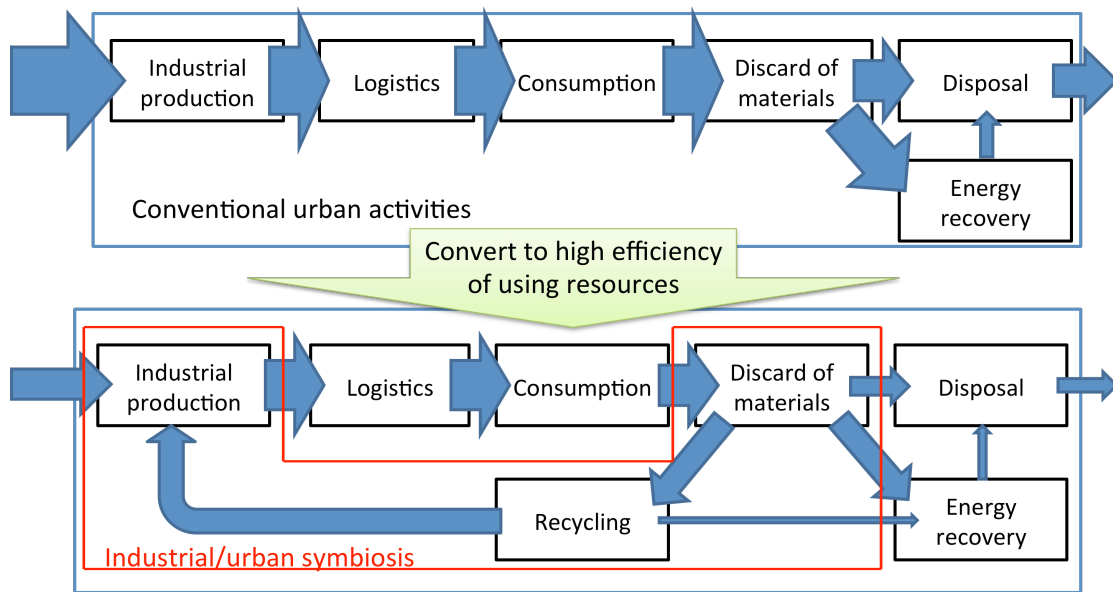 Industrial
production
Logistics
Consumption
Discard of
materials
Disposal
Energy
recovery
Conventional urban activities
Convert to high efficiency
of using resources
Industrial
production
Logistics
Consumption
Discard of
materials
Disposal
Recycling
Energy
recovery
Industrial/urban symbiosis